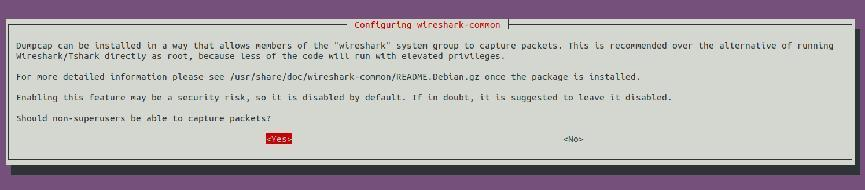 Configuring wireshark-common
Dumpcap can be installed in a way that allows members of the "wireshark" system group to capture packets. This is recommended over the alternative of running
Wireshark/Tshark directly as root, because less of the code will run with elevated privileges.
For more detailed information please see /usr/share/doc/wireshark-common/README.Debian.gz once the package is installed.
Enabling this feature may be a security risk, so it is disabled by default. If in doubt, it is suggested to leave it disabled.
Should non-superusers be able to capture packets?
<Yes> <No>